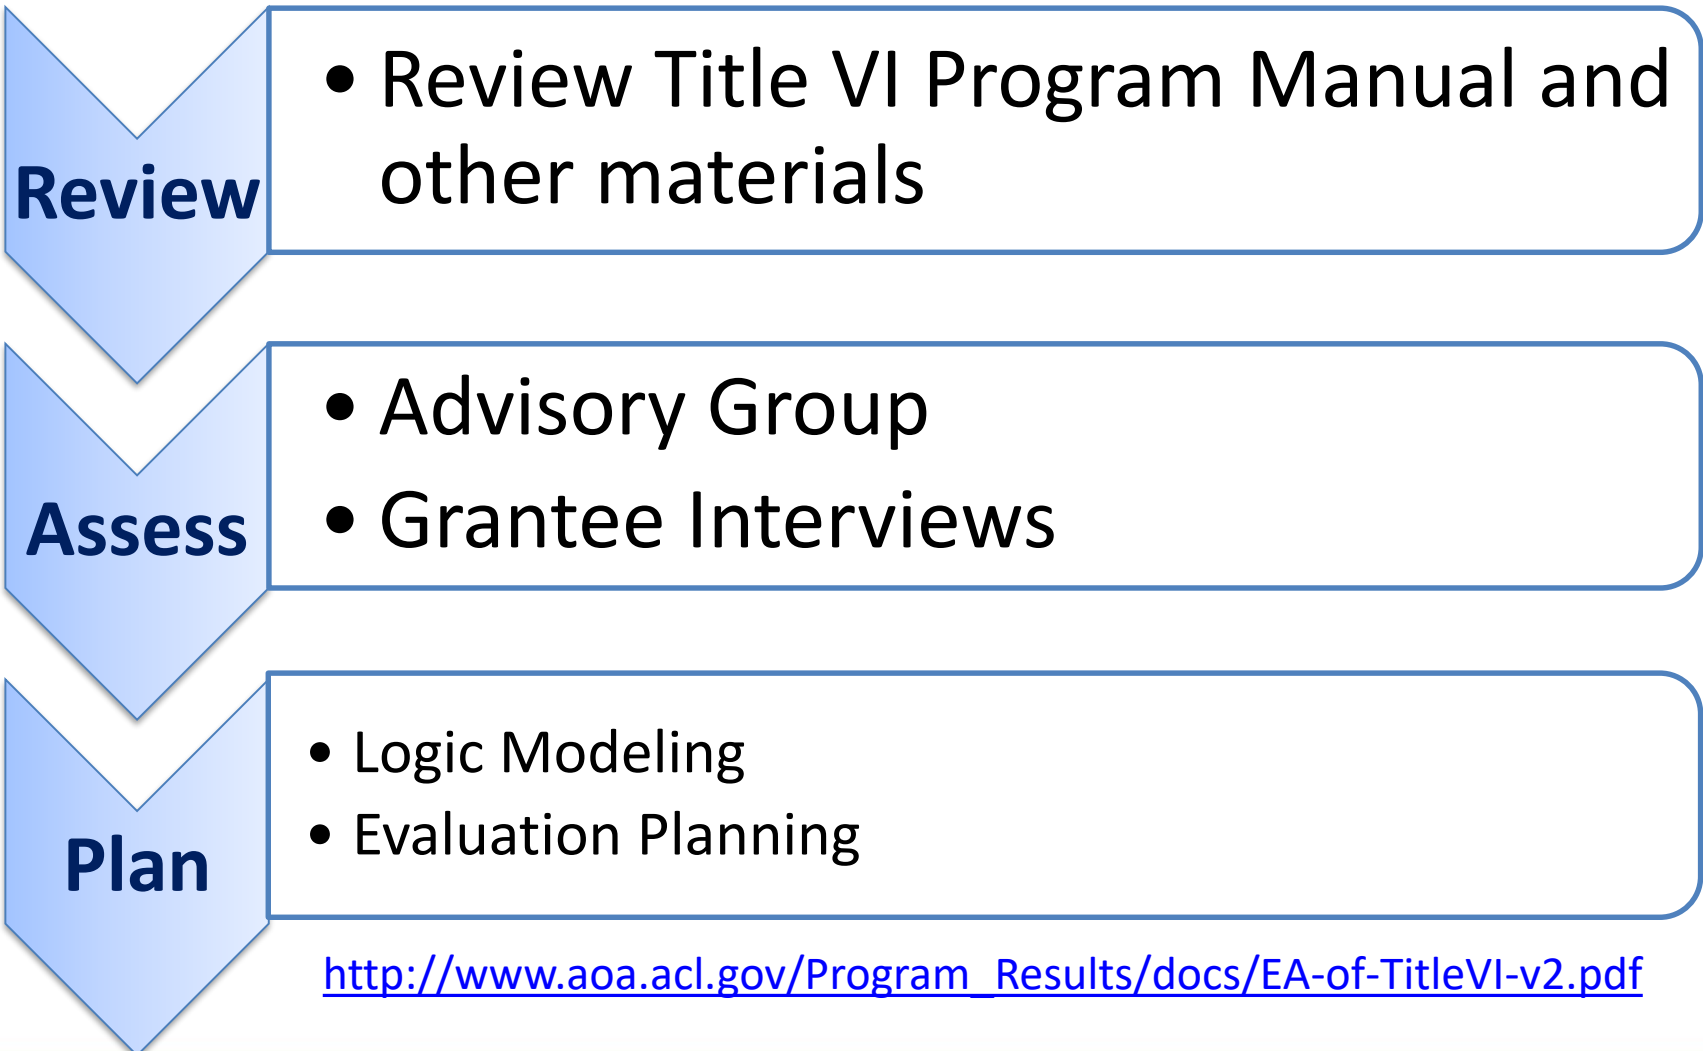 Review
• Review Title VI Program Manual and
other materials
Assess
• Advisory Group
• Grantee Interviews
Plan
• Logic Modeling
• Evaluation Planning
http://www.aoa.acl.gov/Program_Results/docs/EA-of-TitleVI-v2.pdf